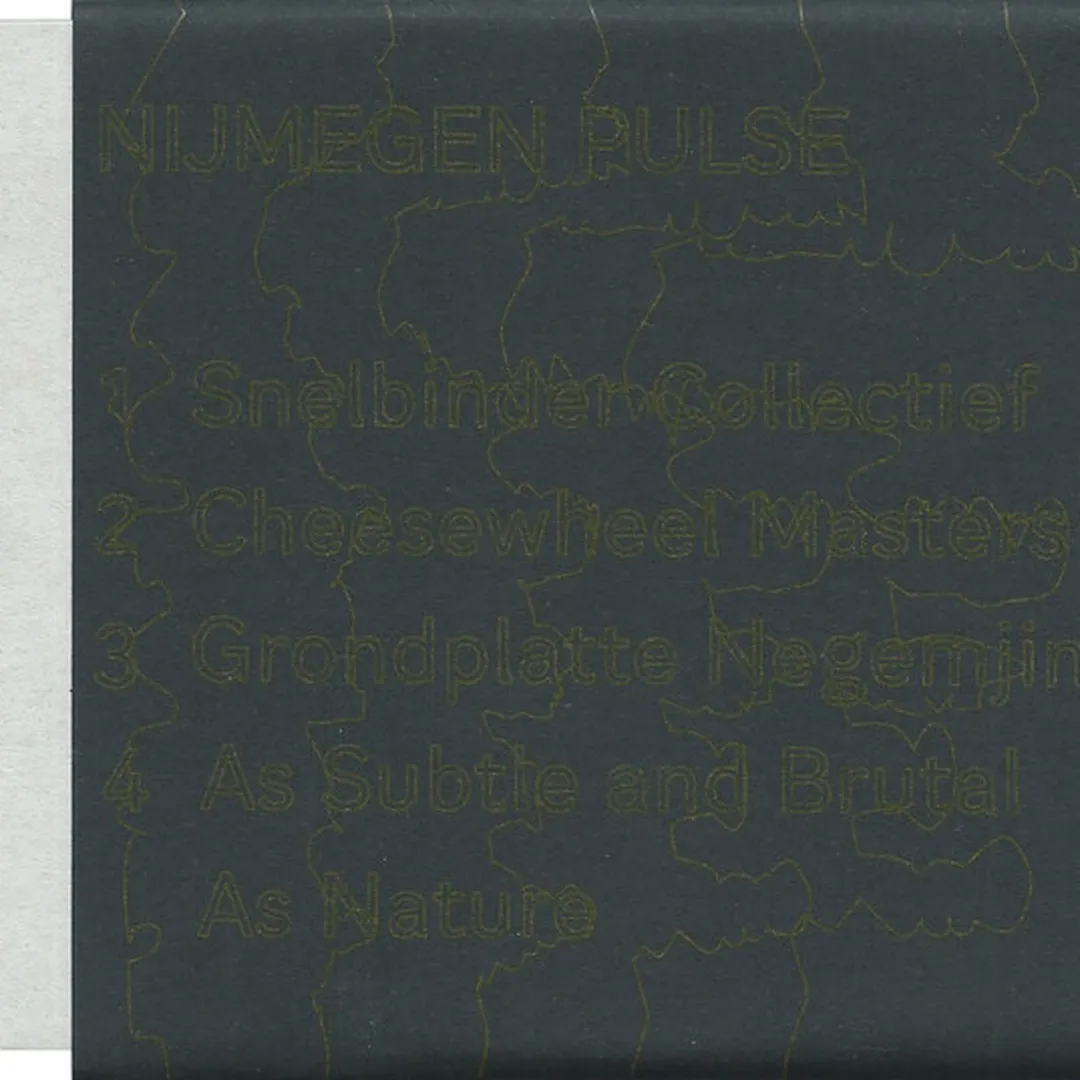 NIJMEGEN PULSE
1 Snelbinder Collectief
2 Cheesewheel Masters
3 Grondplatte Negemjin
4 As Subtle and Brutal
As Nature